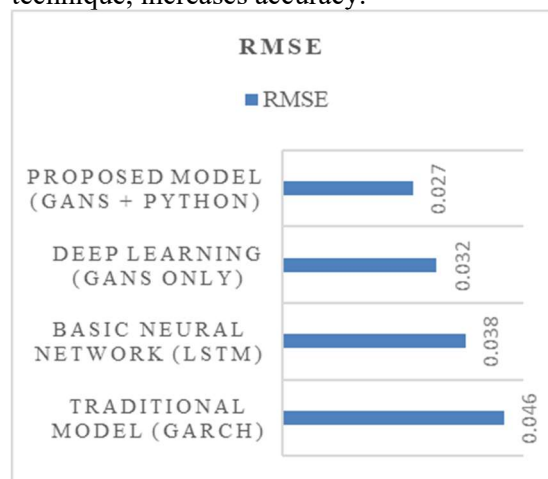 technique, increases accuracy.
RMSE
RMSE
PROPOSED MODEL
(GANS + PYTHON)
0.027
DEEP LEARNING
(GANS ONLY)
0.032
BASIC NEURAL
NETWORK (LSTM)
0.038
TRADITIONAL
MODEL (GARCH)
0.046